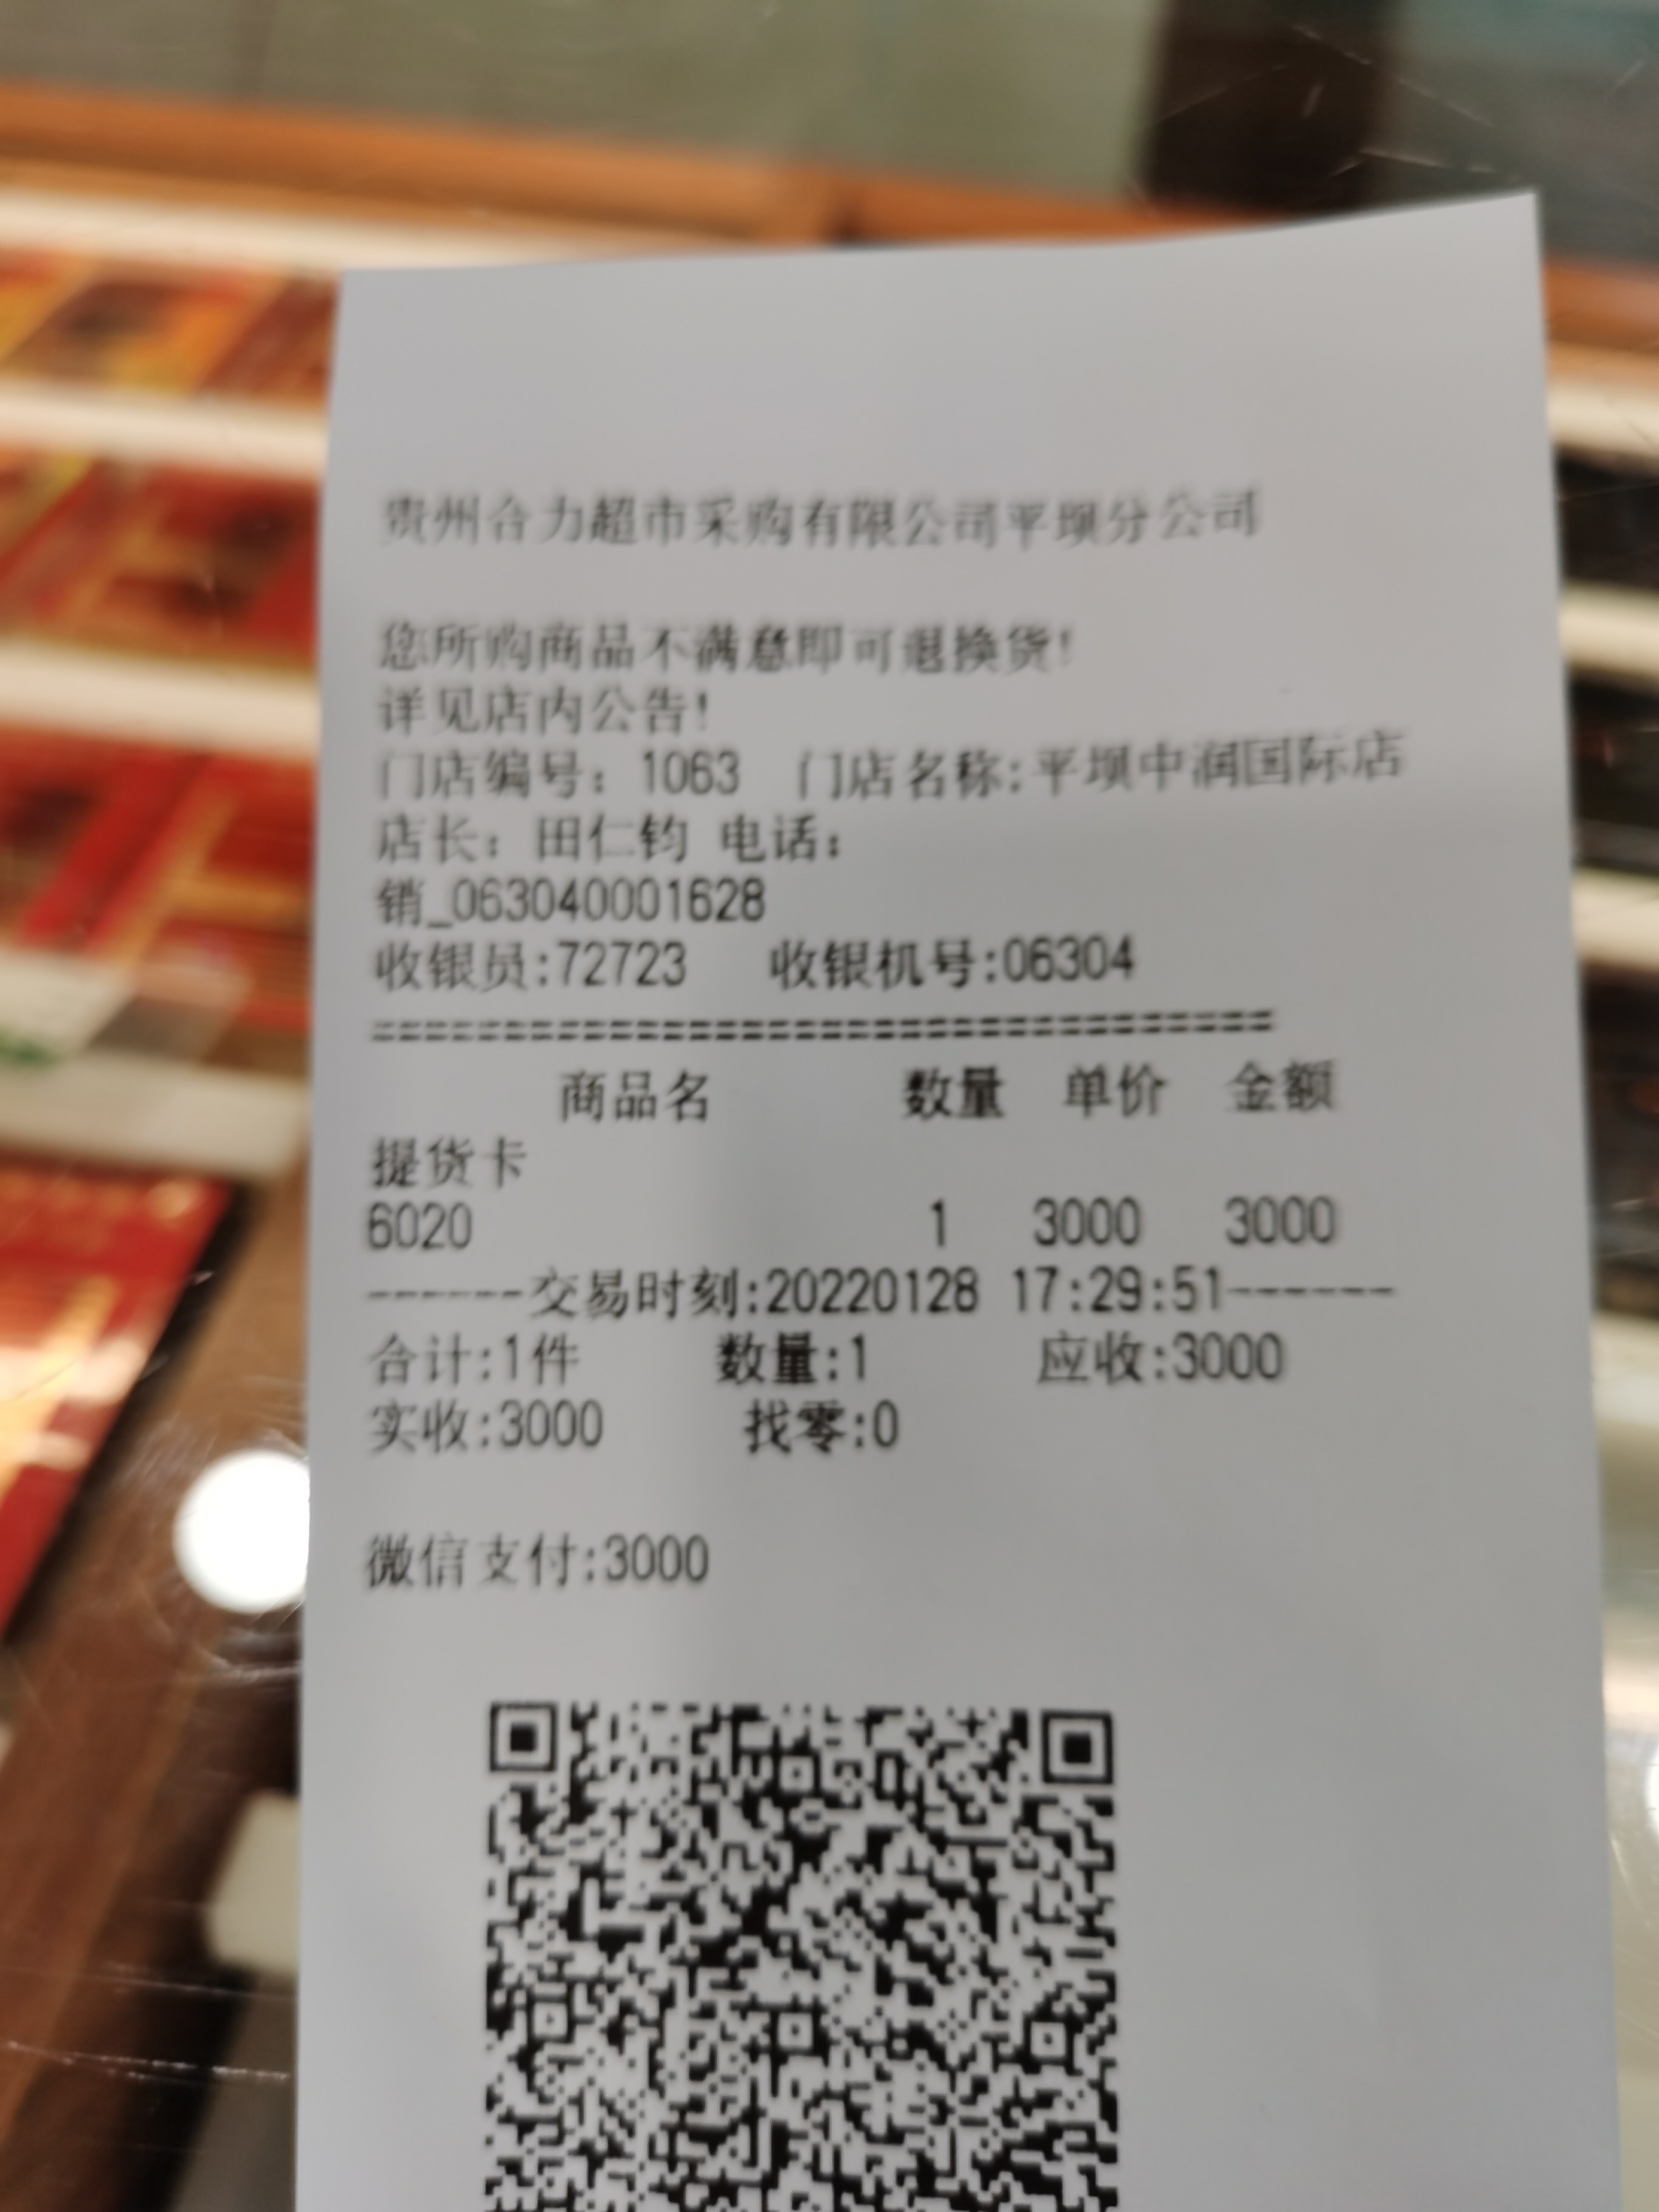 贵州合力超市采购有限公司平坝分公司
您所购商品不满意即可退换货!
详见店内公告!
门店编号: 1063 门店名称:平坝中润国际店
店长: 田仁钧 电话:
销_063040001628
收银员:72723 收银机号:06304
==================================
商品名 数量 单价 金额
提货卡
6020 1 3000 3000
------交易时刻:20220128 17:29:51------
合计:1件 数量:1 应收:3000
实收:3000 找零:0
微信支付:3000